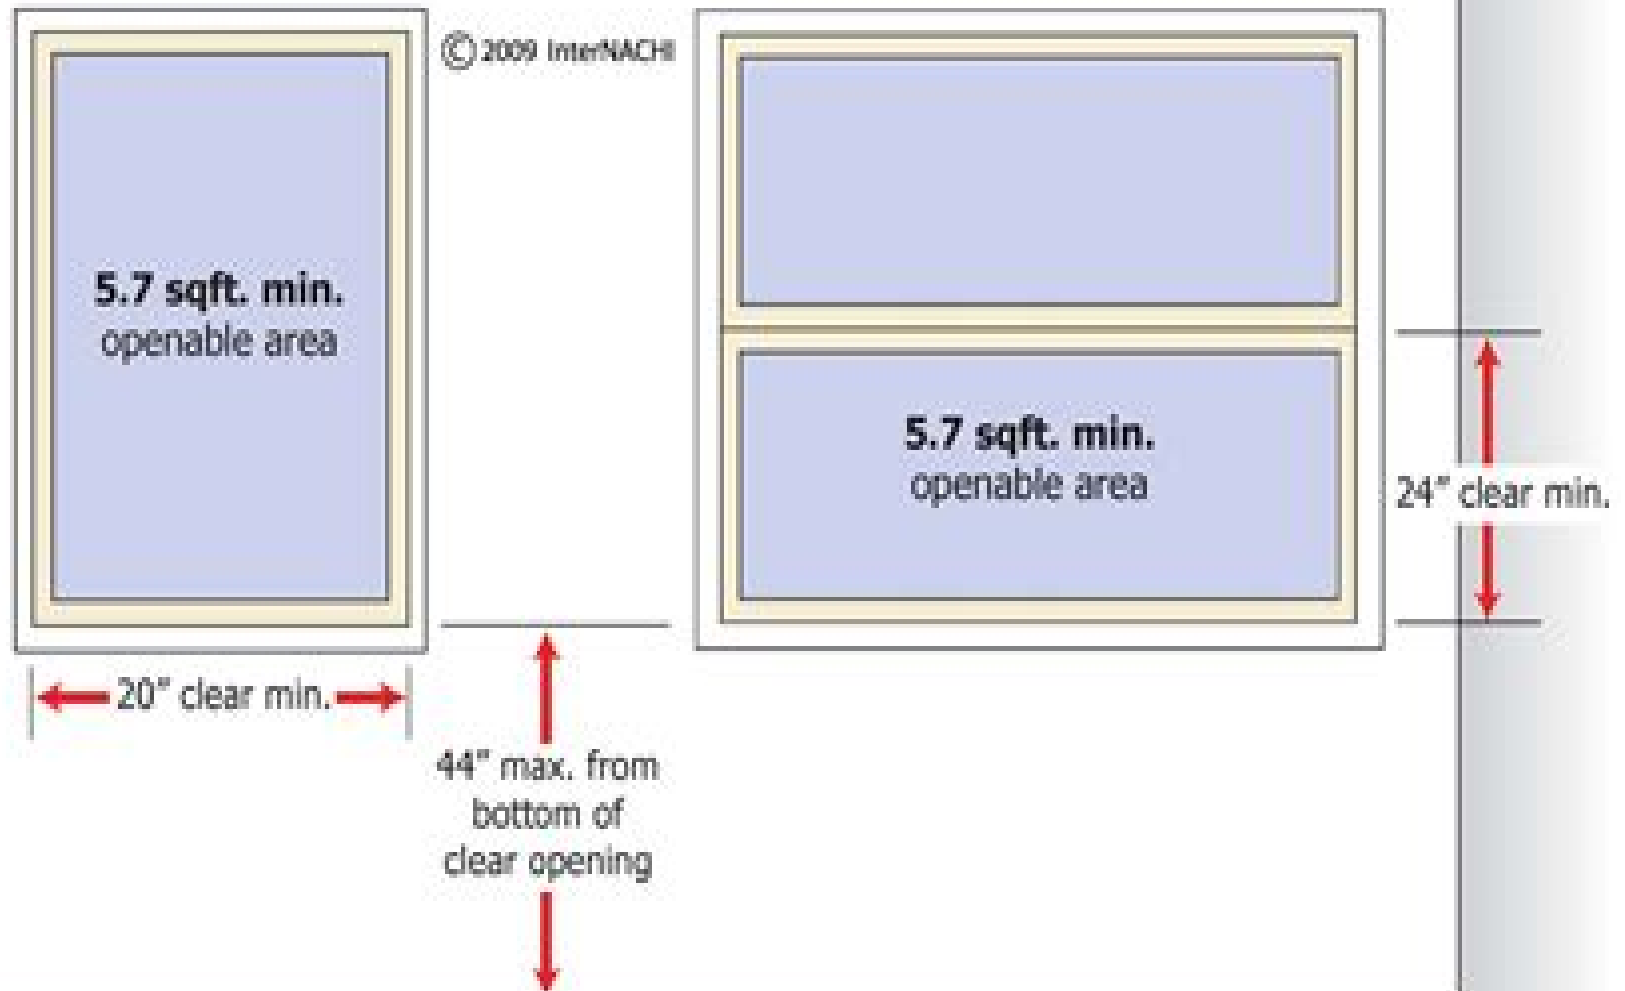 © 2009 InterNACHI
5.7 sqft. min.
openable area
5.7 sqft. min.
openable area
24" clear min.
20" clear min.
44" max. from
bottom of
clear opening